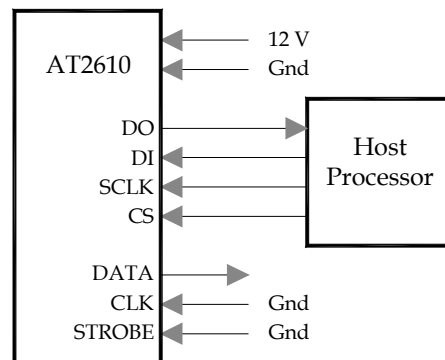 12 V
AT2610
Gnd
DO
DI
Host
SCLK
Processor
CS
DATA
CLK
Gnd
STROBE
Gnd